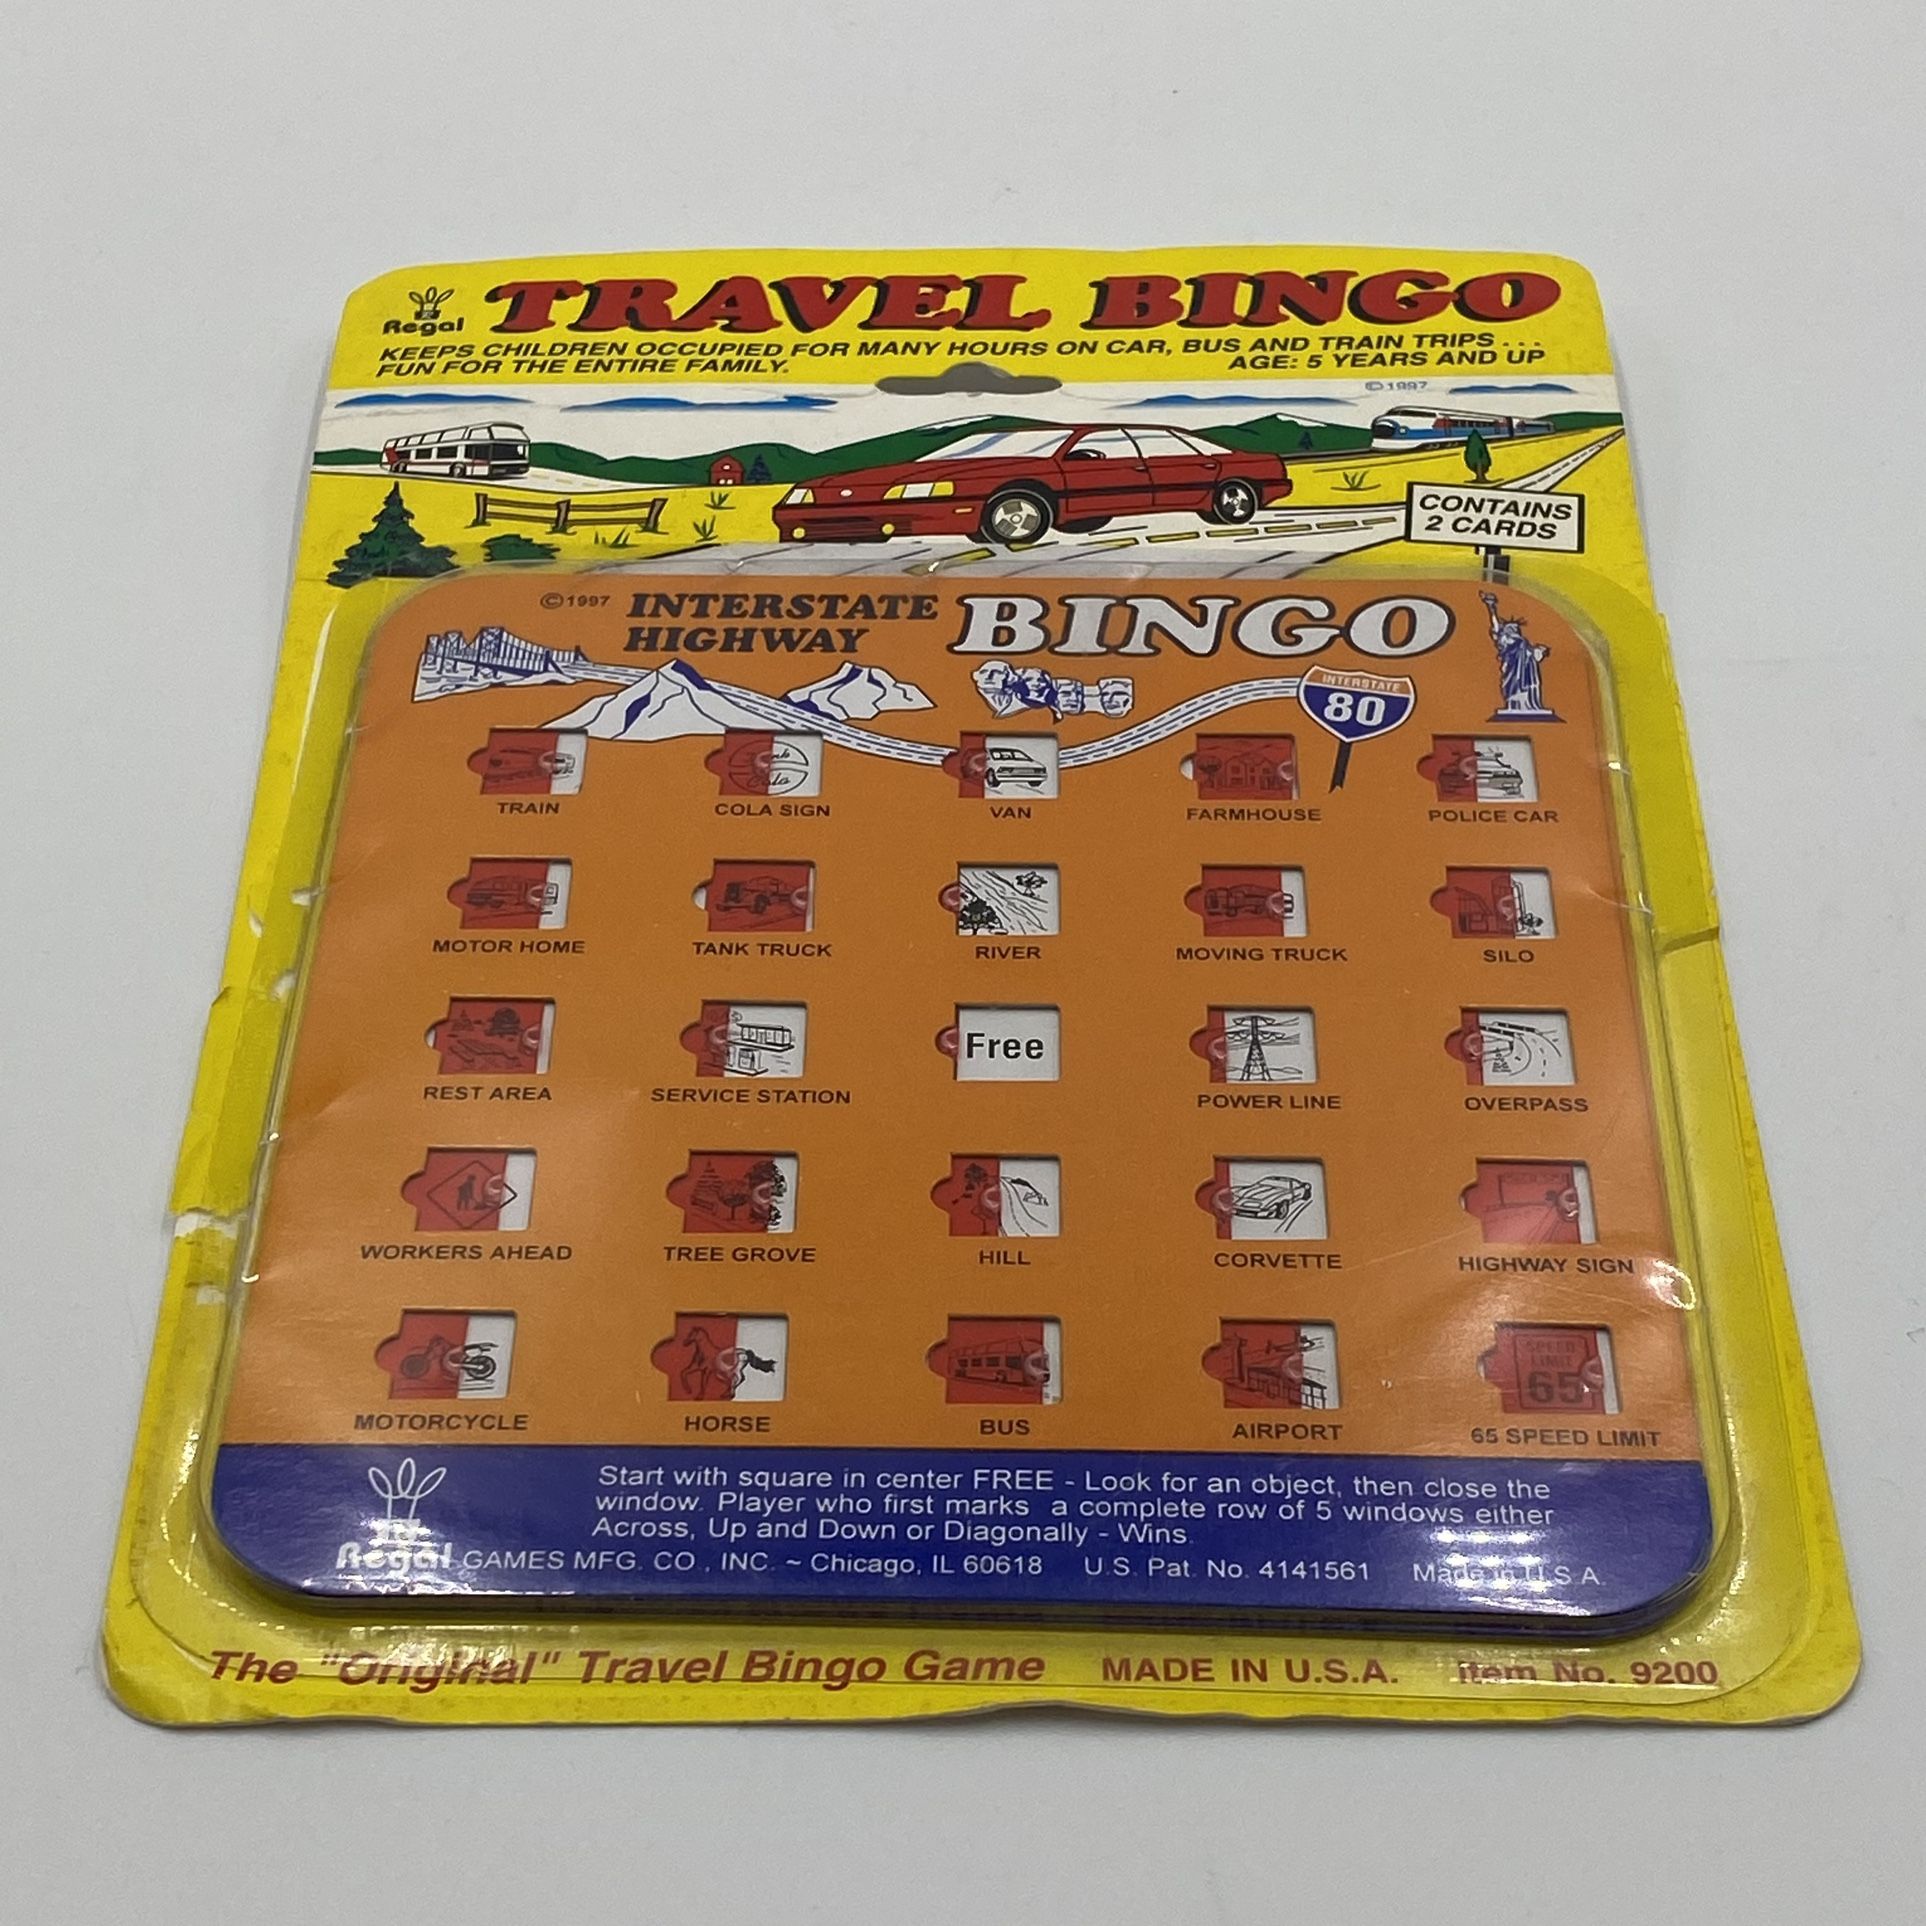 Regal
TRAVEL BINGO
KEEPS CHILDREN OCCUPIED FOR MANY HOURS ON CAR, BUS AND TRAIN TRIPS . . .
FUN FOR THE ENTIRE FAMILY.
AGE: 5 YEARS AND UP
©1997
CONTAINS
2 CARDS
©1997
INTERSTATE
HIGHWAY
BINGO
INTERSTATE
80
Cola
TRAIN
COLA SIGN
VAN
FARMHOUSE
POLICE CAR
MOTOR HOME
TANK TRUCK
RIVER
MOVING TRUCK
SILO
Free
REST AREA
SERVICE STATION
POWER LINE
OVERPASS
WORKERS AHEAD
TREE GROVE
HILL
CORVETTE
HIGHWAY SIGN
SPEED
LIMIT
65
MOTORCYCLE
HORSE
BUS
AIRPORT
65 SPEED LIMIT
Start with square in center FREE - Look for an object, then close the
window. Player who first marks a complete row of 5 windows either
Across, Up and Down or Diagonally - Wins.
Regal GAMES MFG. CO., INC. ~ Chicago, IL 60618 U.S. Pat. No. 4141561 Made in U.S.A.
The "Original" Travel Bingo Game MADE IN U.S.A. Item No. 9200